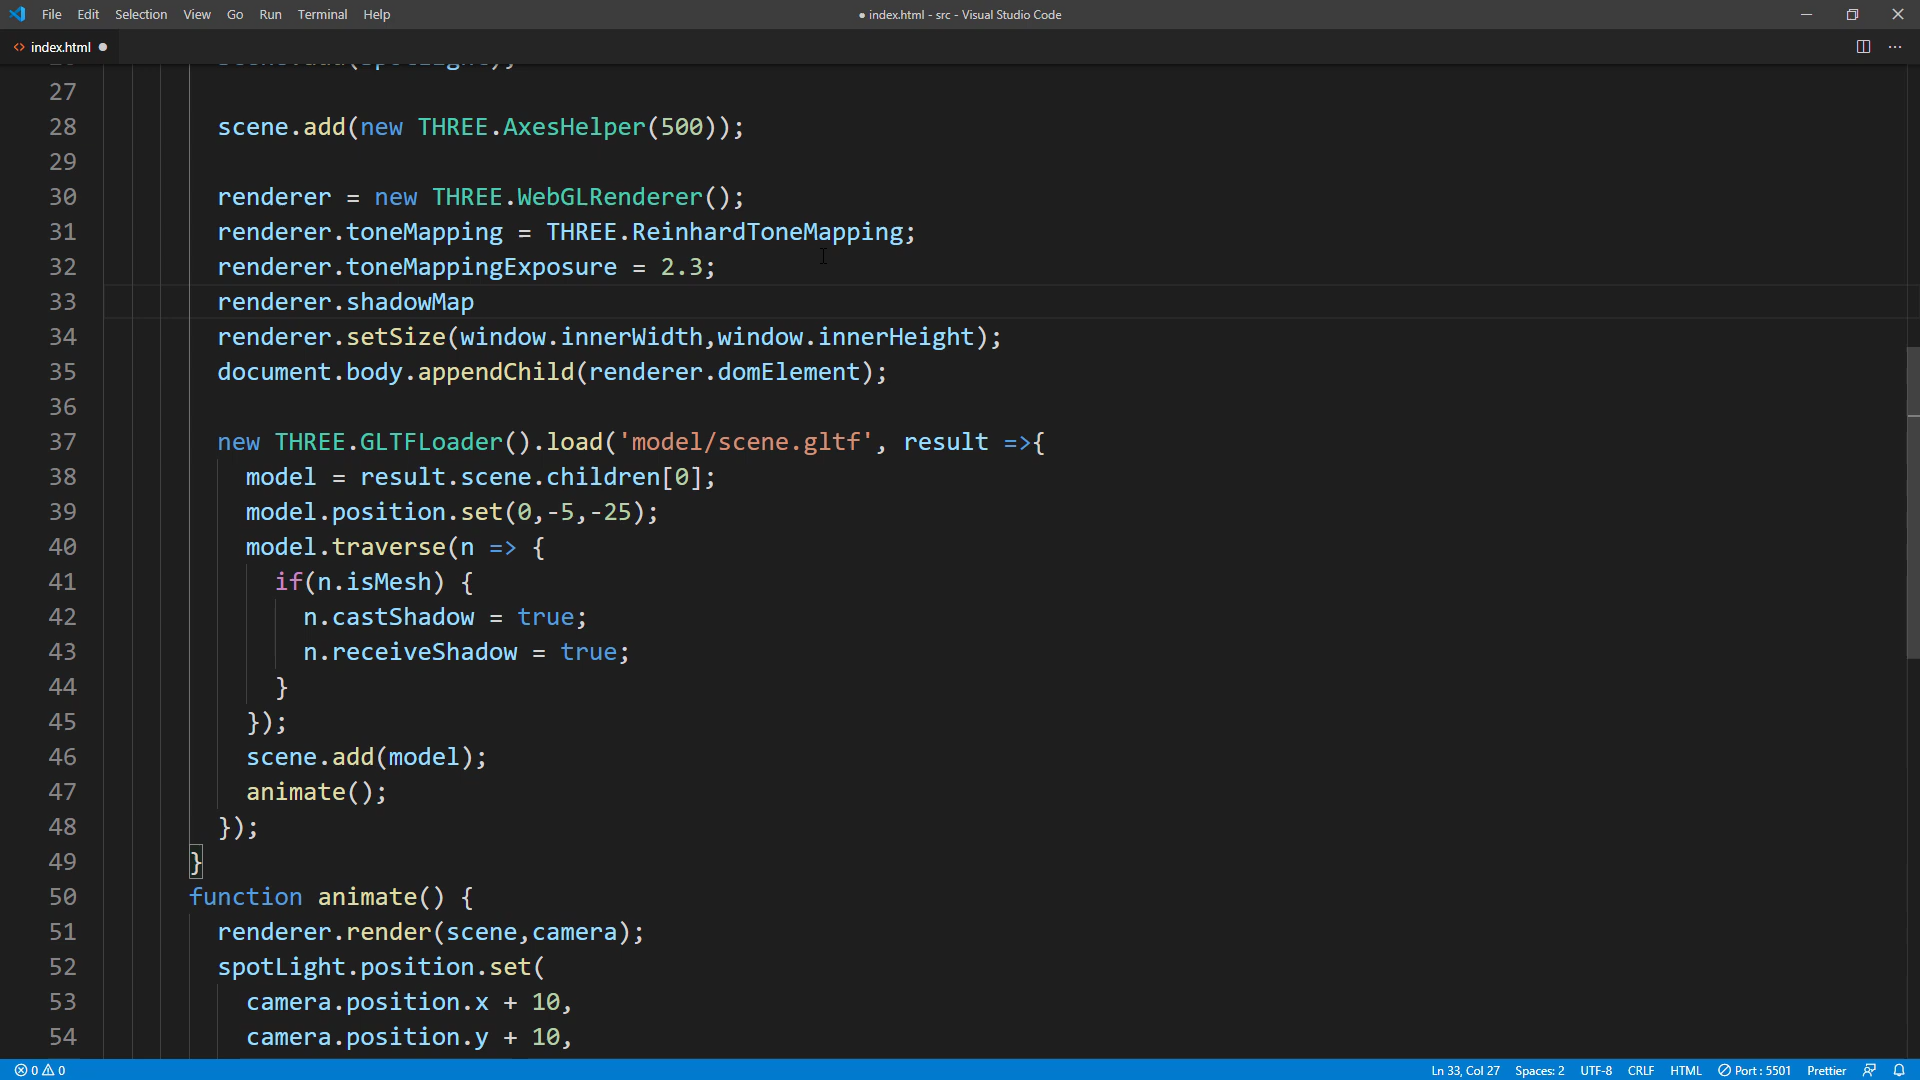 File Edit Selection View Go Run Terminal Help
● index.html - src - Visual Studio Code
<> index.html ●
27
28 scene.add(new THREE.AxesHelper(500));
29
30 renderer = new THREE.WebGLRenderer();
31 renderer.toneMapping = THREE.ReinhardToneMapping;
32 renderer.toneMappingExposure = 2.3;
33 renderer.shadowMap
34 renderer.setSize(window.innerWidth,window.innerHeight);
35 document.body.appendChild(renderer.domElement);
36
37 new THREE.GLTFLoader().load('model/scene.gltf', result =>{
38 model = result.scene.children[0];
39 model.position.set(0,-5,-25);
40 model.traverse(n => {
41 if(n.isMesh) {
42 n.castShadow = true;
43 n.receiveShadow = true;
44 }
45 });
46 scene.add(model);
47 animate();
48 });
49 }
50 function animate() {
51 renderer.render(scene,camera);
52 spotLight.position.set(
53 camera.position.x + 10,
54 camera.position.y + 10,
0 0 Ln 33, Col 27 Spaces: 2 UTF-8 CRLF HTML Port : 5501 Prettier